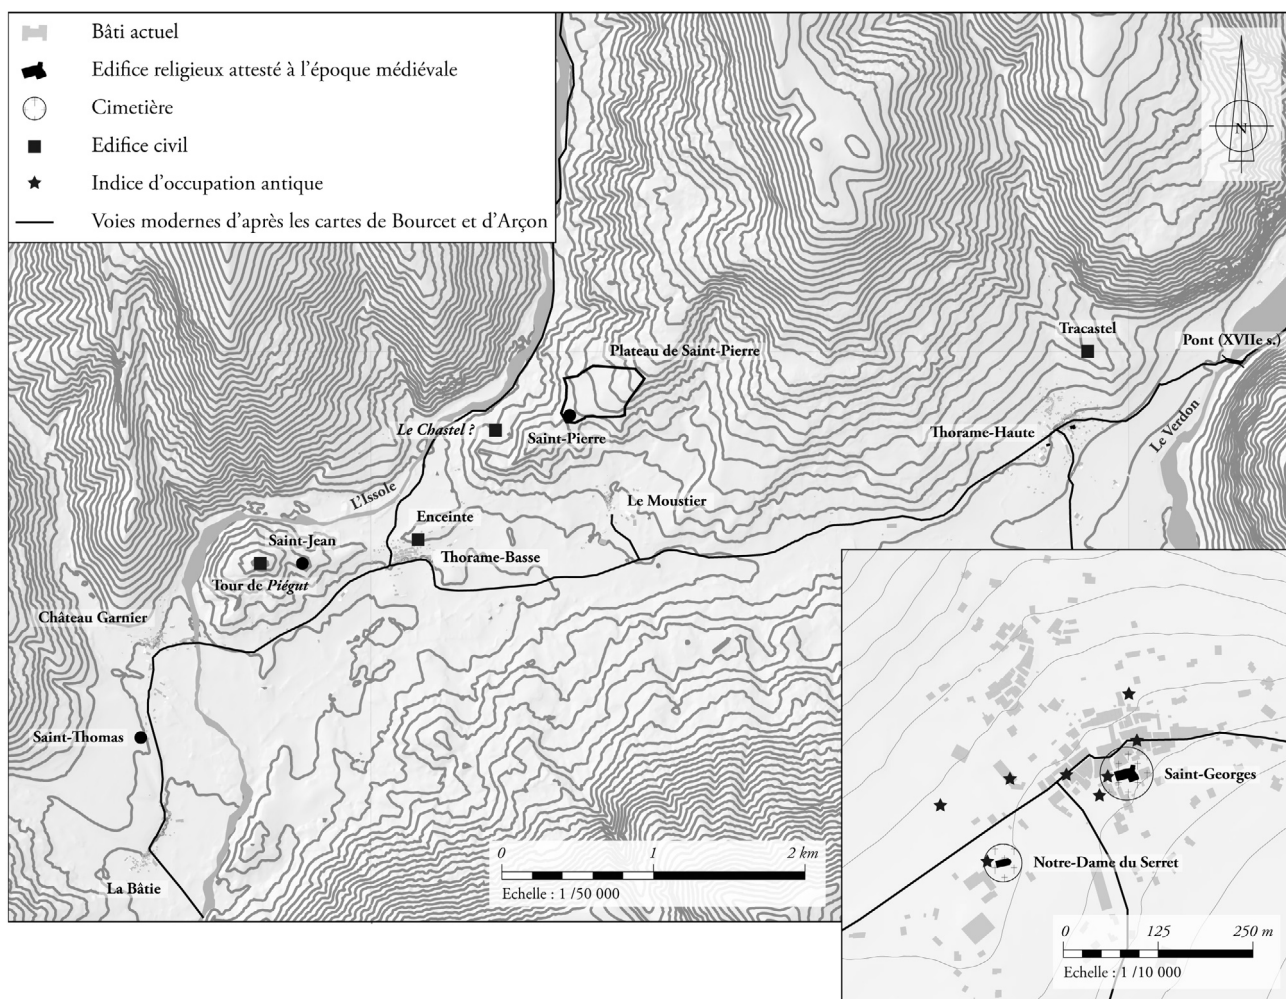 Bâti actuel
Edifice religieux attesté à l'époque médiévale
Cimetière
Edifice civil
Indice d'occupation antique
Voies modernes d'après les cartes de Bourcet et d'Arçon
N
Tracastel
Pont (XVIIe s.)
Plateau de Saint-Pierre
Le Chastel ?
Saint-Pierre
Thorame-Haute
Le Verdon
L'Issole
Le Moustier
Enceinte
Saint-Jean
Thorame-Basse
Tour de Piégut
Château Garnier
Saint-Thomas
La Bâtie
0 1 2 km
Echelle : 1 /50 000
Saint-Georges
Notre-Dame du Serret
0 125 250 m
Echelle : 1 /10 000